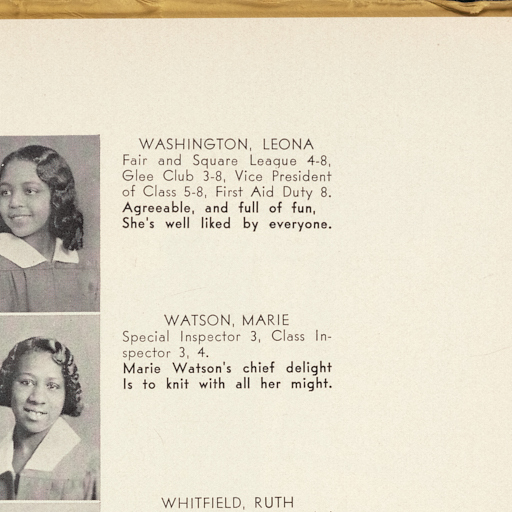 WASHINGTON, LEONA
Fair and Square League 4-8,
Glee Club 3-8, Vice President
of Class 5-8, First Aid Duty 8.
Agreeable, and full of fun,
She's well liked by everyone.
WATSON, MARIE
Special Inspector 3, Class In-
spector 3, 4.
Marie Watson's chief delight
Is to knit with all her might.
WHITFIELD, RUTH